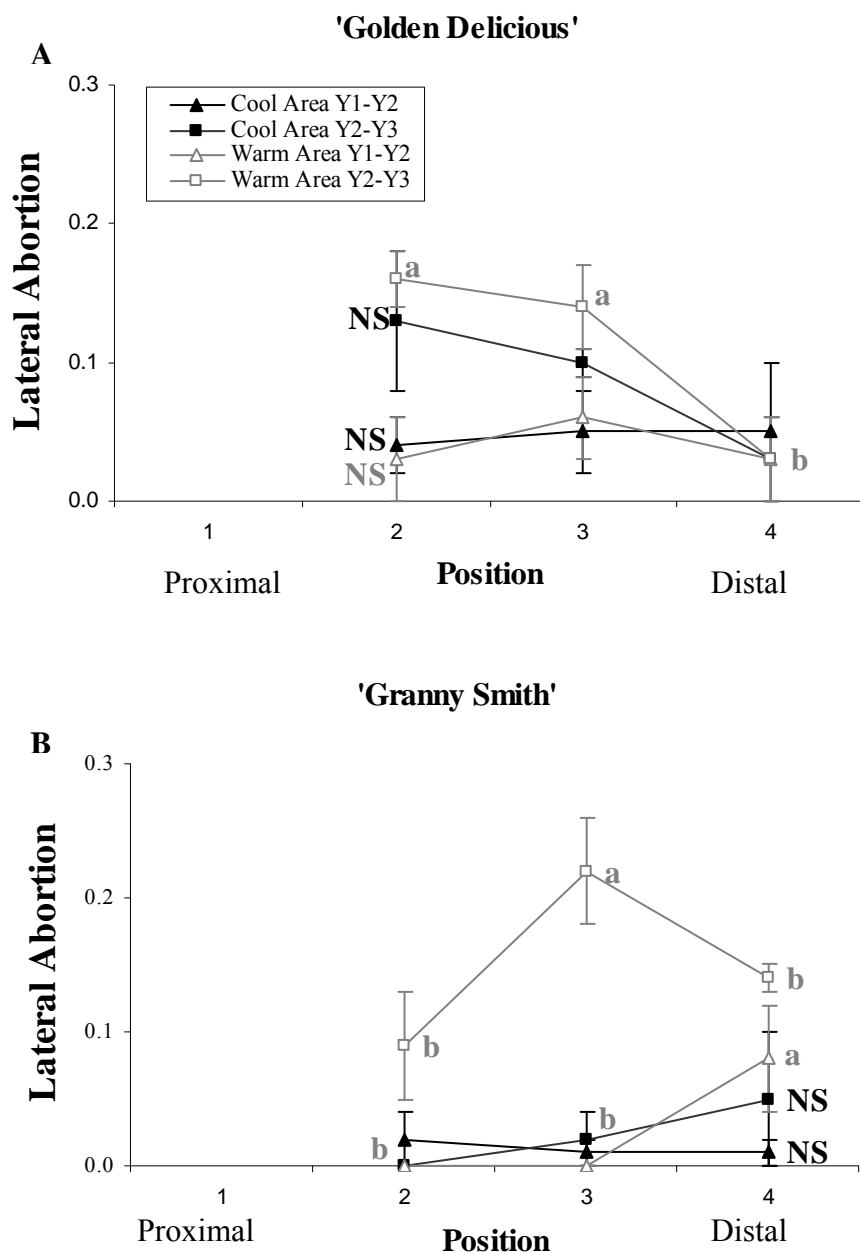 'Golden Delicious'
A
0.3
Cool Area Y1-Y2
Cool Area Y2-Y3
Warm Area Y1-Y2
Warm Area Y2-Y3
0.2
a
a
NS
0.1
NS
b
NS
0.0
Lateral Abortion
1 2 3 4
Proximal Position Distal
'Granny Smith'
B
0.3
0.2
a
b
0.1
b
a
NS
b
b
NS
0.0
Lateral Abortion
1 2 3 4
Proximal Position Distal